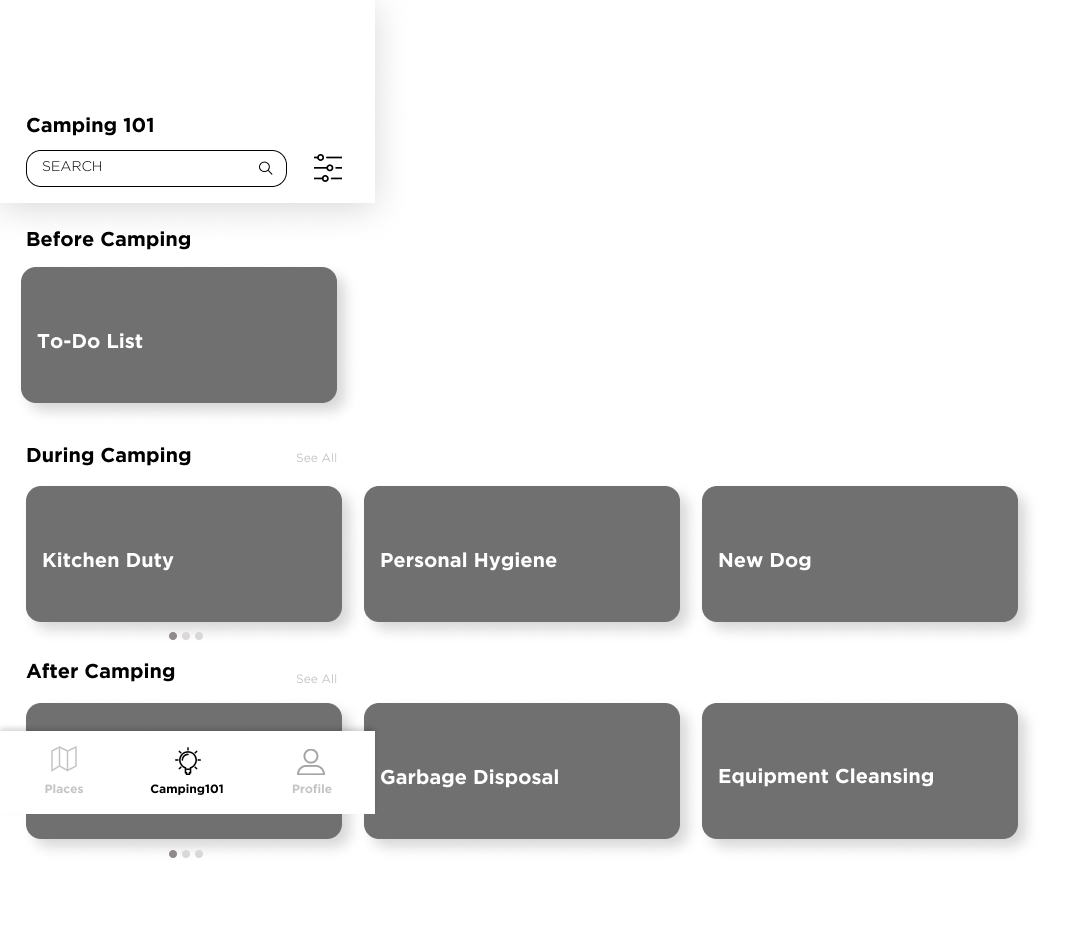 Camping 101
SEARCH
Before Camping
To-Do List
During Camping
See All
Kitchen Duty
Personal Hygiene
New Dog
After Camping
See All
Garbage Disposal
Equipment Cleansing
Places
Camping101
Profile